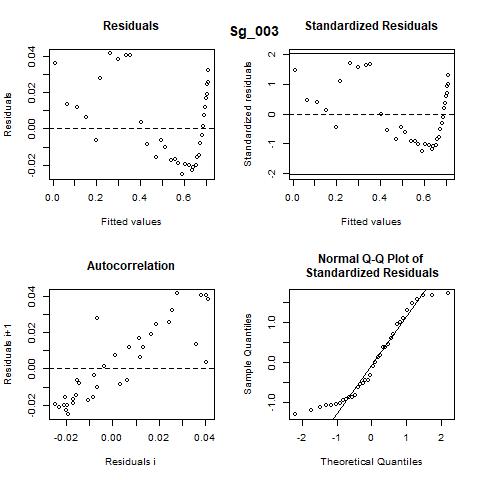 Sg_003
Residuals
Residuals
-0.02 0.00 0.02 0.04
0.0 0.2 0.4 0.6
Fitted values
Standardized Residuals
Standardized residuals
-2 -1 0 1 2
0.0 0.2 0.4 0.6
Fitted values
Autocorrelation
Residuals i+1
-0.02 0.00 0.02 0.04
-0.02 0.00 0.02 0.04
Residuals i
Normal Q-Q Plot of
Standardized Residuals
Sample Quantiles
-1.0 0.0 1.0
-2 -1 0 1 2
Theoretical Quantiles